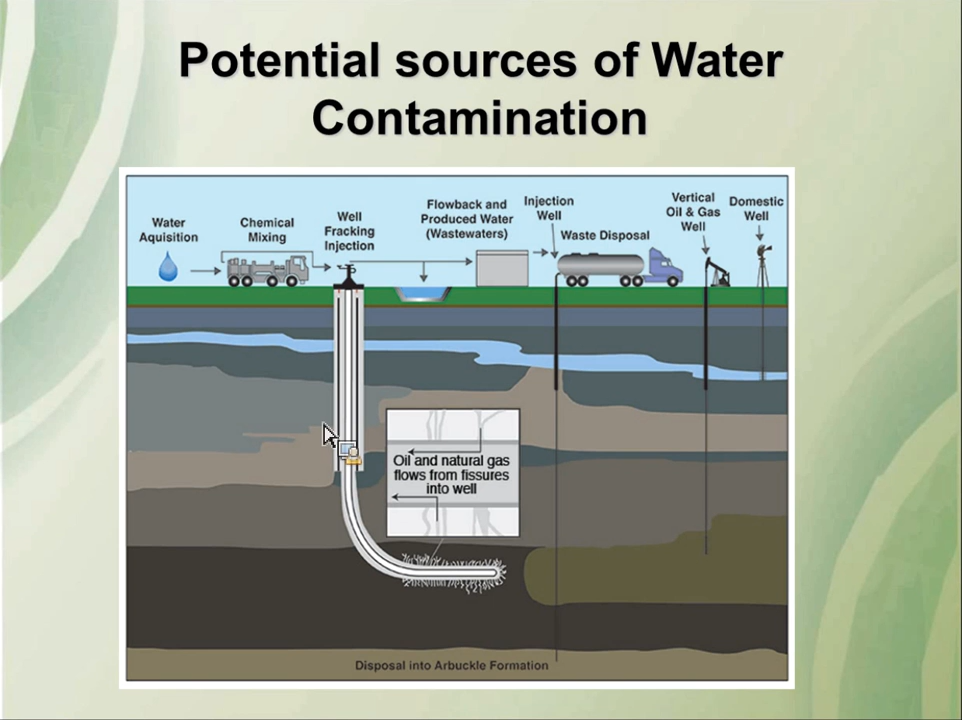 Potential sources of Water
Contamination
Water
Aquisition
Chemical
Mixing
Well
Fracking
Injection
Flowback and
Produced Water
(Wastewaters)
Injection
Well
Waste Disposal
Vertical
Oil & Gas
Well
Domestic
Well
Oil and natural gas
flows from fissures
into well
Disposal into Arbuckle Formation